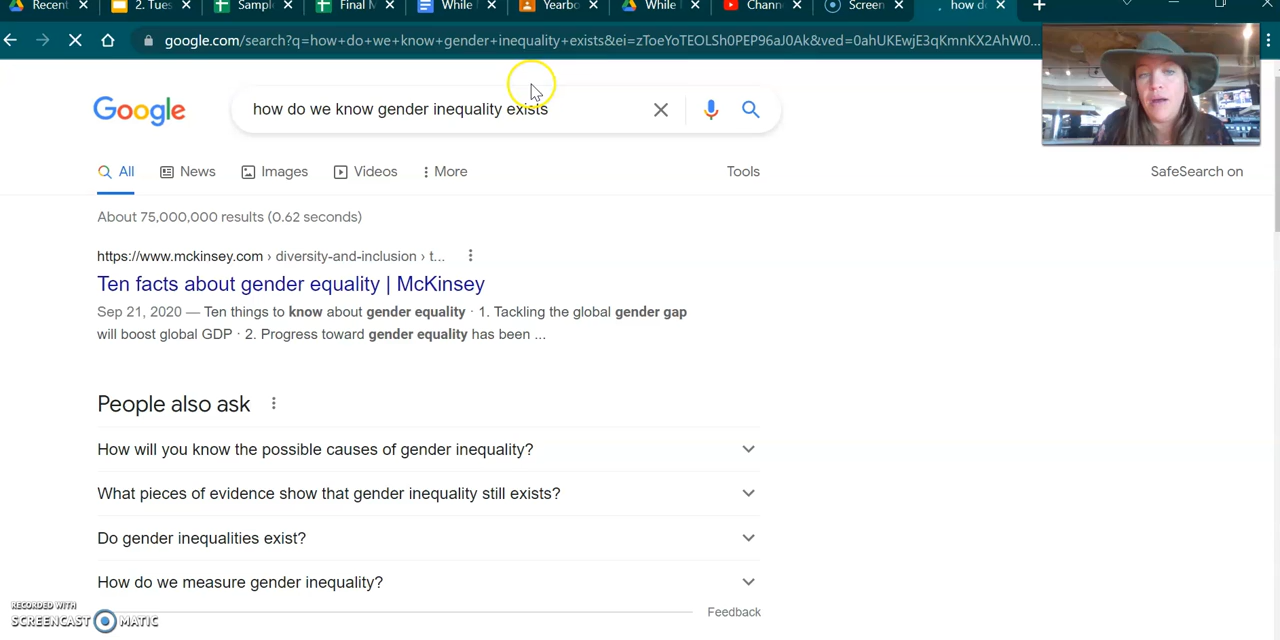 Recent
2. Tues
Sampl
Final M
While
Yearbo
While
Chann
Screen
how do
google.com/search?q=how+do+we+know+gender+inequality+exists&ei=zToeYoTEOLSh0PEP96aJ0Ak&ved=0ahUKEwjE3qKmnKX2AhW0...
Google
how do we know gender inequality exists
All
News
Images
Videos
More
Tools
SafeSearch on
About 75,000,000 results (0.62 seconds)
https://www.mckinsey.com › diversity-and-inclusion › t...
Ten facts about gender equality | McKinsey
Sep 21, 2020 — Ten things to know about gender equality · 1. Tackling the global gender gap
will boost global GDP · 2. Progress toward gender equality has been ...
People also ask
How will you know the possible causes of gender inequality?
What pieces of evidence show that gender inequality still exists?
Do gender inequalities exist?
How do we measure gender inequality?
Feedback
RECORDED WITH
SCREENCAST MATIC